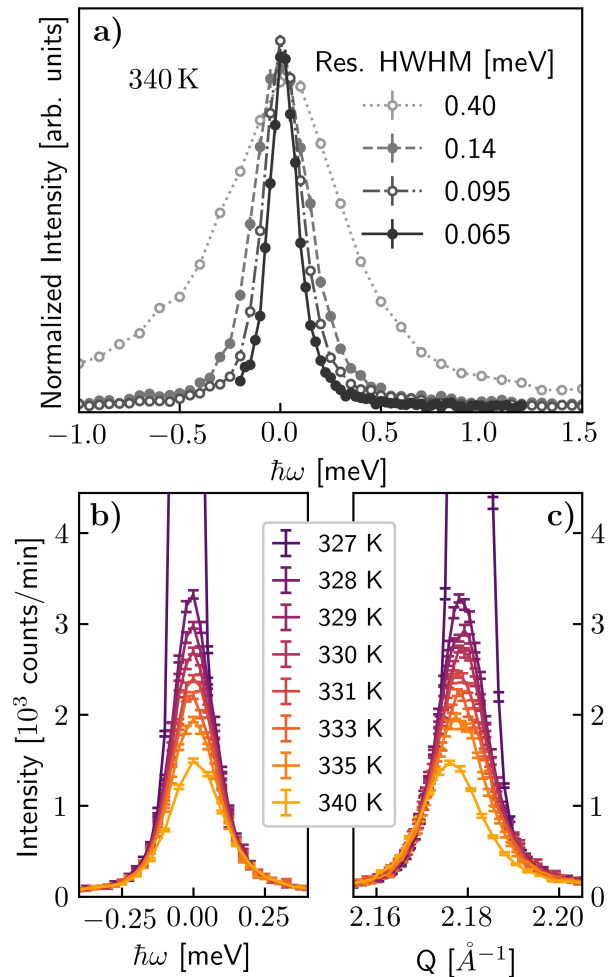 a)
340 K
Res. HWHM [meV]
0.40
0.14
0.095
0.065
Normalized Intensity [arb. units]
−1.0 −0.5 0.0 0.5 1.0 1.5
ħω [meV]
b) c)
327 K
328 K
329 K
330 K
331 K
333 K
335 K
340 K
Intensity [10³ counts/min]
4 4
3 3
2 2
1 1
0 0
−0.25 0.00 0.25 2.16 2.18 2.20
ħω [meV] Q [Å⁻¹]